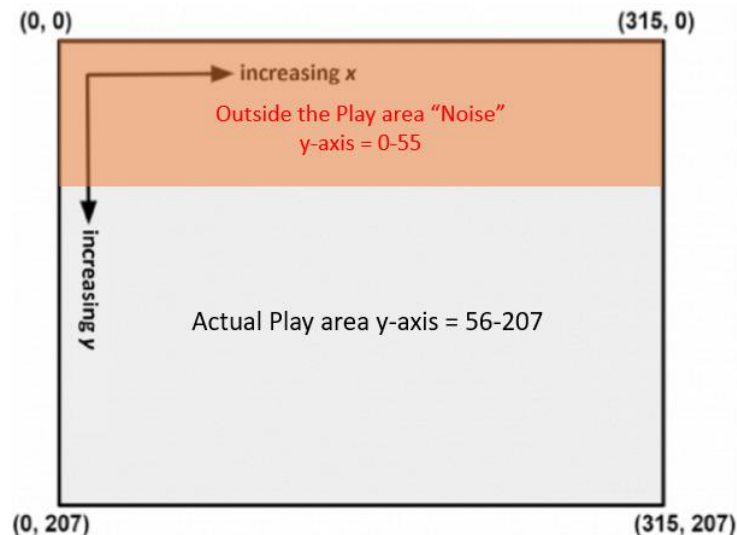 (0, 0)
(315, 0)
increasing x
Outside the Play area “Noise”
y-axis = 0-55
increasing y
Actual Play area y-axis = 56-207
(0, 207)
(315, 207)